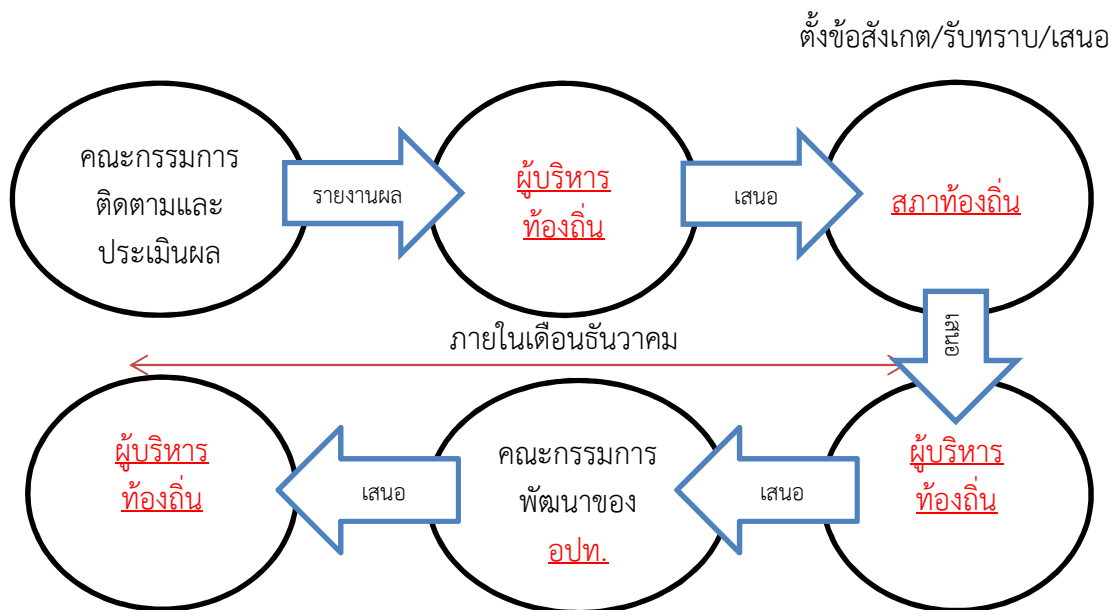 ตั้งข้อสังเกต/รับทราบ/เสนอ
คณะกรรมการ
ติดตามและ
ประเมินผล
รายงานผล
ผู้บริหาร
ท้องถิ่น
เสนอ
สภาท้องถิ่น
เสนอ
ภายในเดือนธันวาคม
ผู้บริหาร
ท้องถิ่น
เสนอ
คณะกรรมการ
พัฒนาของ
อปท.
เสนอ
ผู้บริหาร
ท้องถิ่น